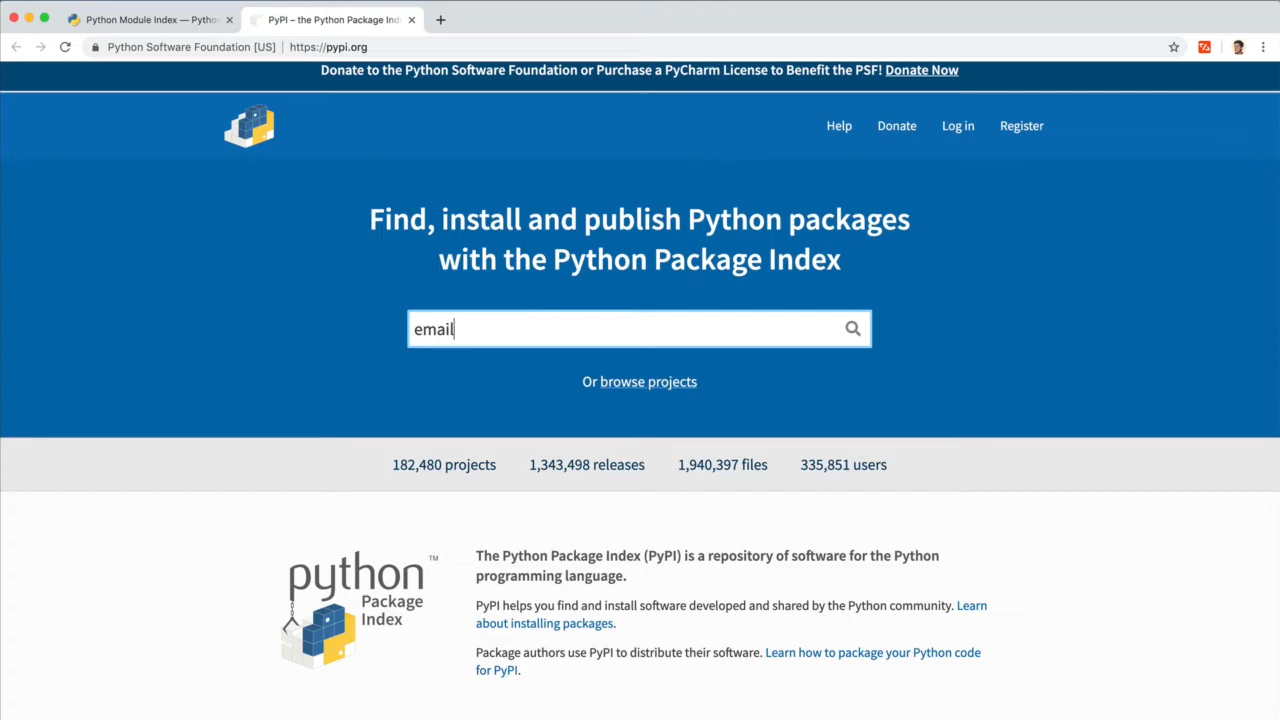 Python Module Index — Pytho
PyPI – the Python Package Ind
Python Software Foundation [US] | https://pypi.org
Donate to the Python Software Foundation or Purchase a PyCharm License to Benefit the PSF! Donate Now
Help Donate Log in Register
Find, install and publish Python packages
with the Python Package Index
email
Or browse projects
182,480 projects 1,343,498 releases 1,940,397 files 335,851 users
python™
Package
Index
The Python Package Index (PyPI) is a repository of software for the Python
programming language.
PyPI helps you find and install software developed and shared by the Python community. Learn
about installing packages.
Package authors use PyPI to distribute their software. Learn how to package your Python code
for PyPI.